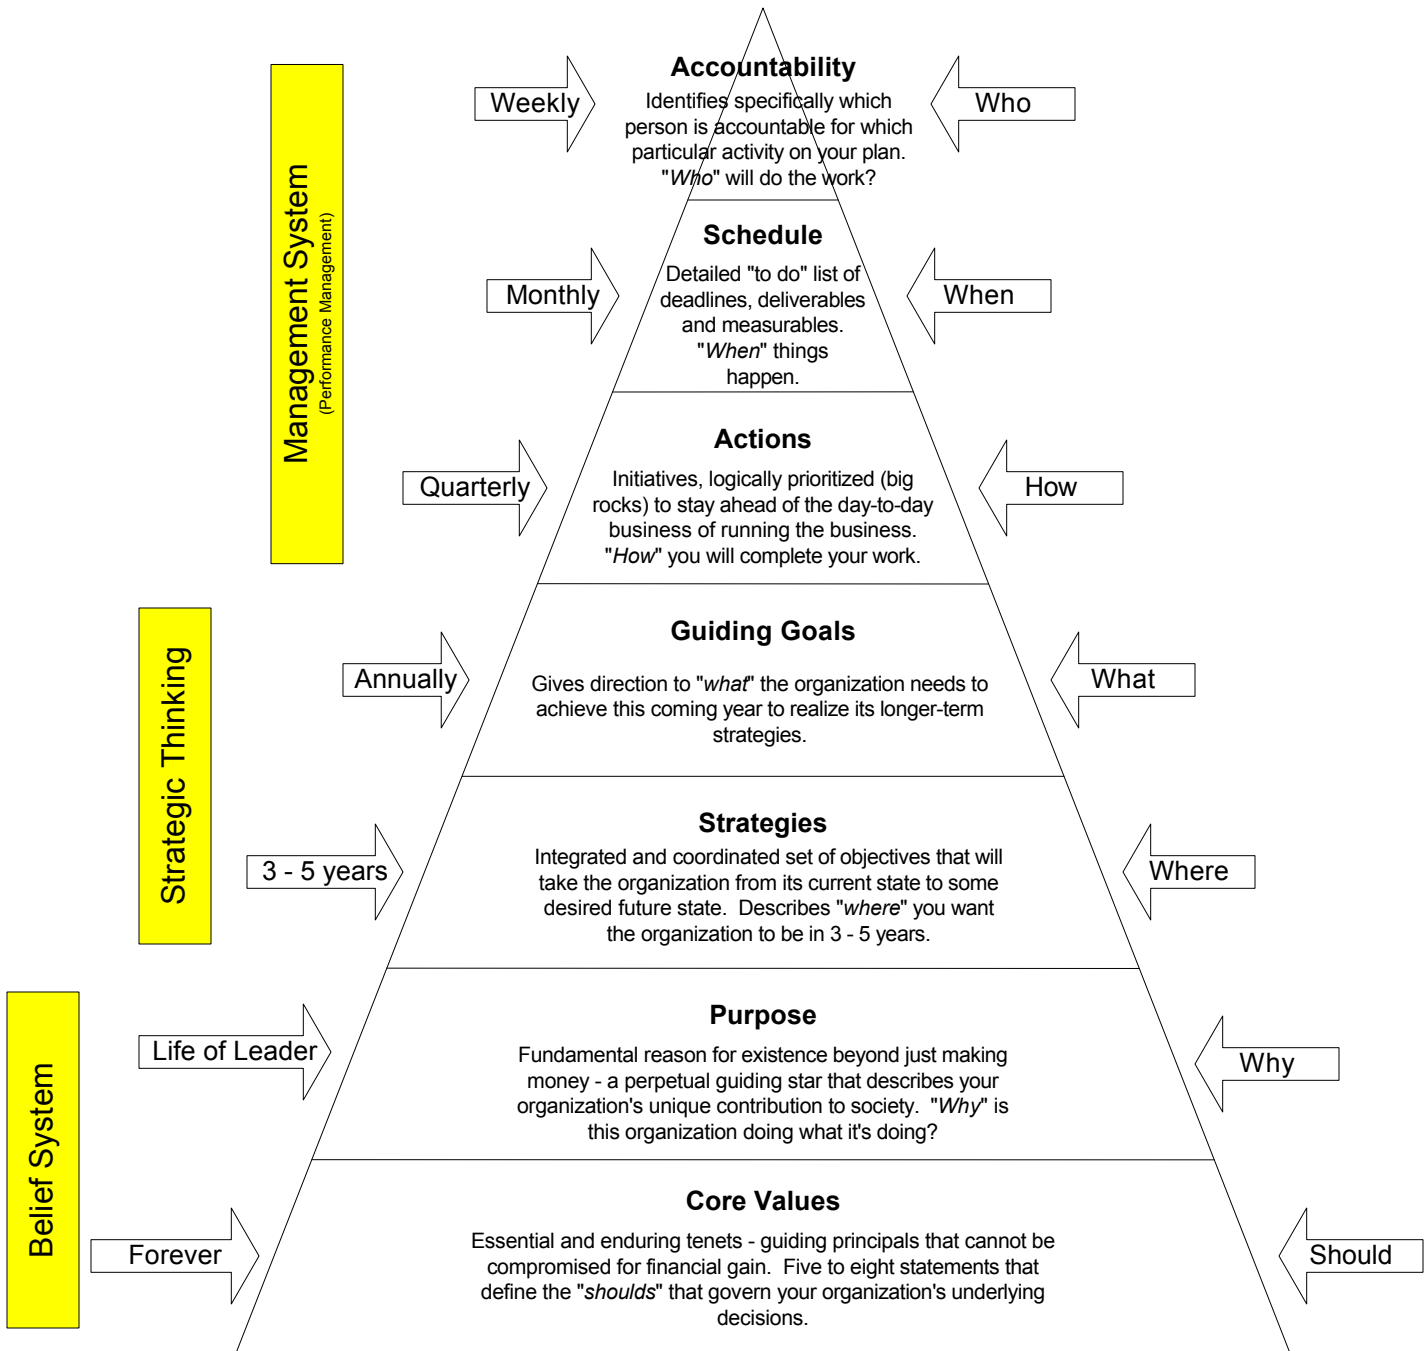 Accountability
Weekly
Identifies specifically which
person is accountable for which
particular activity on your plan.
"Who" will do the work?
Who
Management System
(Performance Management)
Schedule
Monthly
Detailed "to do" list of
deadlines, deliverables
and measurables.
"When" things
happen.
When
Actions
Quarterly
Initiatives, logically prioritized (big
rocks) to stay ahead of the day-to-day
business of running the business.
"How" you will complete your work.
How
Strategic Thinking
Guiding Goals
Annually
Gives direction to "what" the organization needs to
achieve this coming year to realize its longer-term
strategies.
What
Strategies
3 - 5 years
Integrated and coordinated set of objectives that will
take the organization from its current state to some
desired future state.  Describes "where" you want
the organization to be in 3 - 5 years.
Where
Belief System
Purpose
Life of Leader
Fundamental reason for existence beyond just making
money - a perpetual guiding star that describes your
organization's unique contribution to society.  "Why" is
this organization doing what it's doing?
Why
Core Values
Forever
Essential and enduring tenets - guiding principals that cannot be
compromised for financial gain.  Five to eight statements that
define the "shoulds" that govern your organization's underlying
decisions.
Should